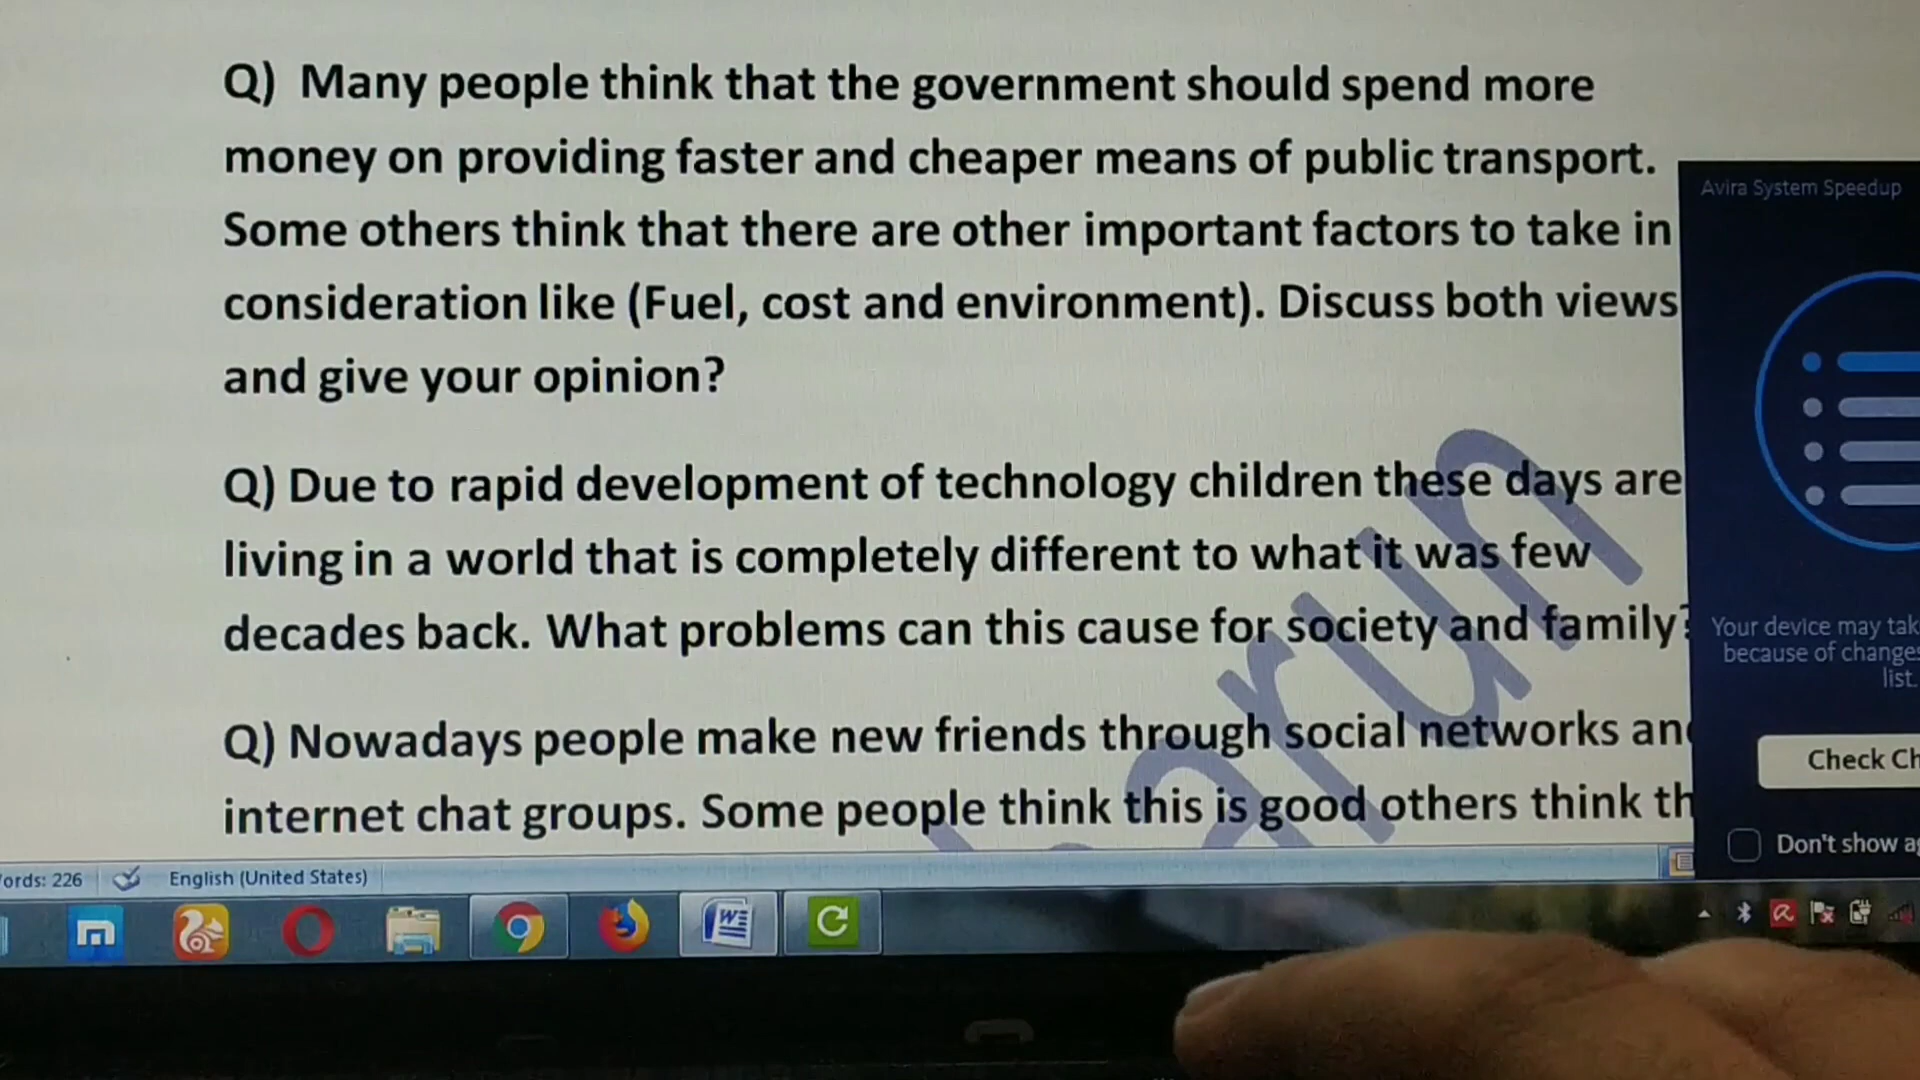 Q) Many people think that the government should spend more
money on providing faster and cheaper means of public transport.
Some others think that there are other important factors to take in
consideration like (Fuel, cost and environment). Discuss both views
and give your opinion?
Q) Due to rapid development of technology children these days are
living in a world that is completely different to what it was few
decades back. What problems can this cause for society and family?
Q) Nowadays people make new friends through social networks an
internet chat groups. Some people think this is good others think th
arun
Avira System Speedup
Your device may tak
because of changes
list.
Check Ch
Don't show ag
ords: 226
English (United States)